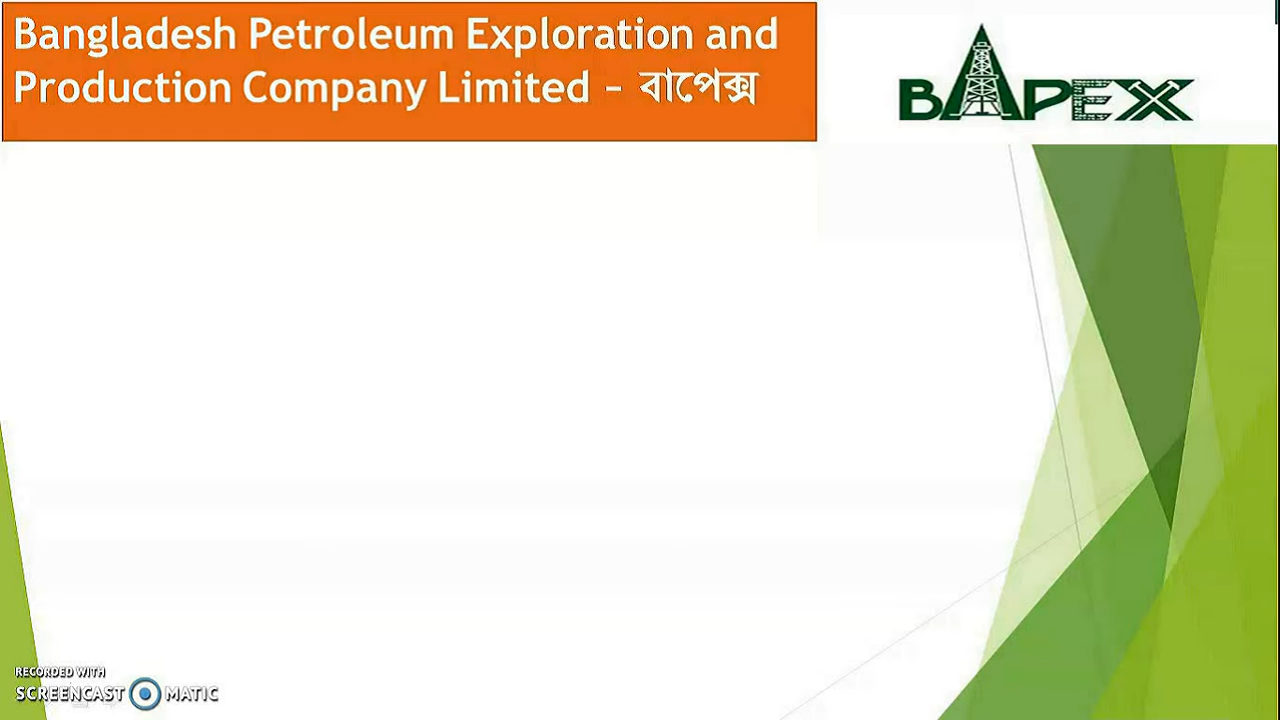 Bangladesh Petroleum Exploration and
Production Company Limited – বাপেক্স
BAPEX
RECORDED WITH
SCREENCAST MATIC